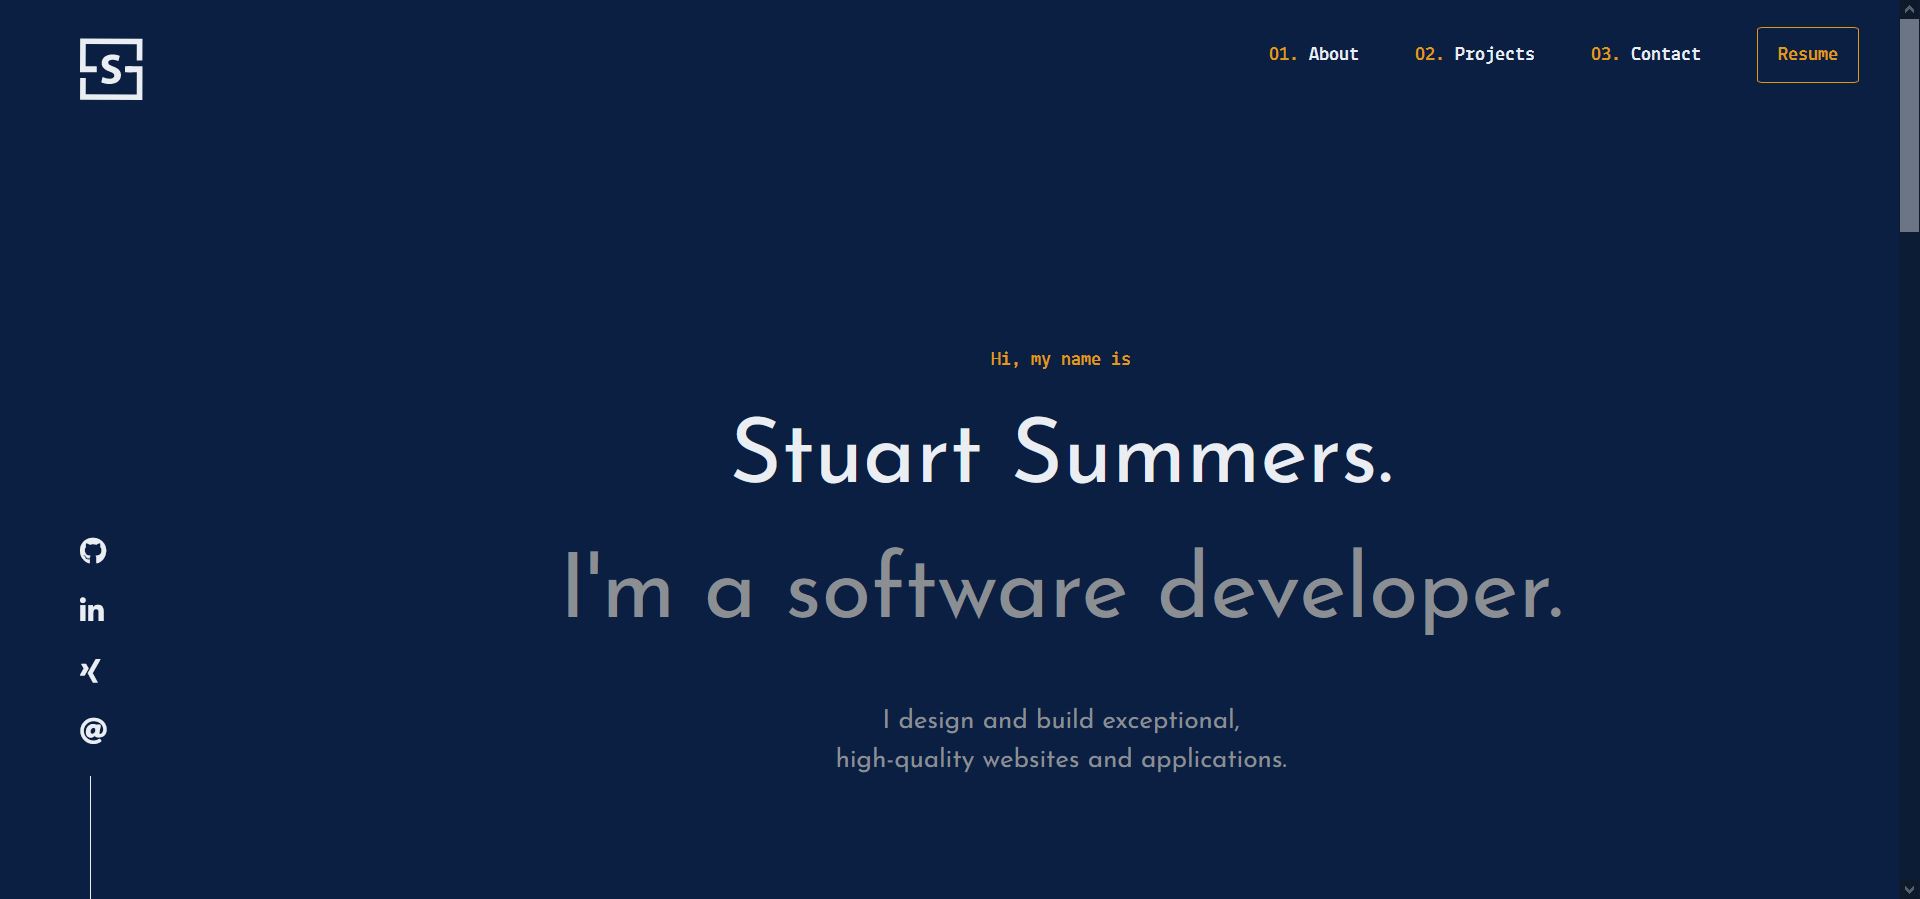 S
01. About
02. Projects
03. Contact
Resume
Hi, my name is
Stuart Summers.
I'm a software developer.
in
@
I design and build exceptional,
high-quality websites and applications.